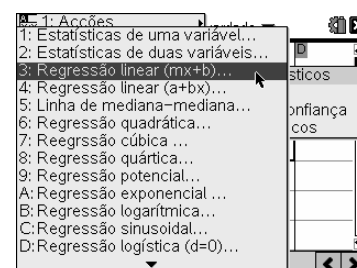 1: Acções
1: Estatísticas de uma variável...
2: Estatísticas de duas variáveis...
D
3: Regressão linear (mx+b)...
sticos
4: Regressão linear (a+bx)...
5: Linha de mediana-mediana...
onfiança
6: Regressão quadrática...
cos
7: Reegrssão cúbica ...
8: Regressão quártica...
9: Regressão potencial...
A: Regressão exponencial ...
B: Regressão logarítmica...
C: Regressão sinusoidal...
D: Regressão logística (d=0)...